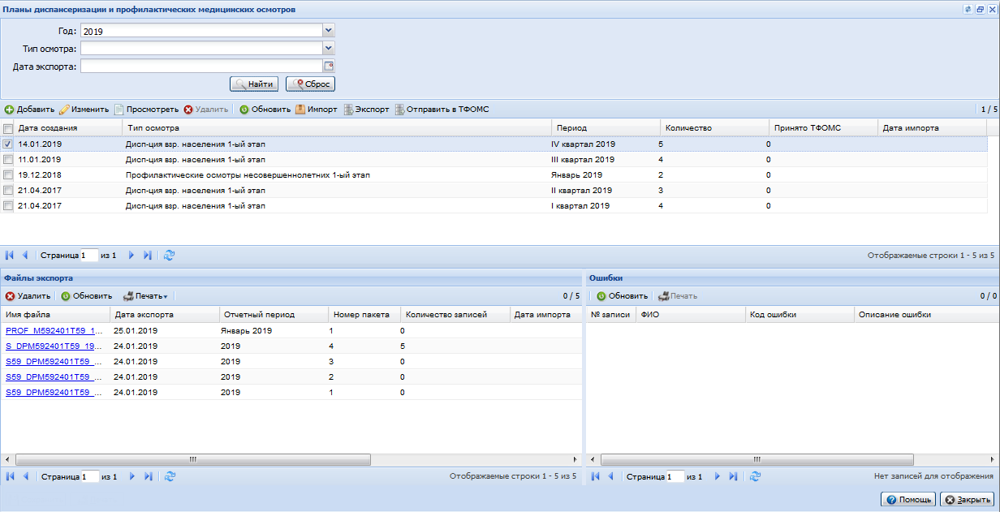 Планы диспансеризации и профилактических медицинских осмотров
Год: 2019
Тип осмотра:
Дата экспорта:
Найти Сброс
Добавить Изменить Просмотреть Удалить Обновить Импорт Экспорт Отправить в ТФОМС 1 / 5
Дата создания Тип осмотра Период Количество Принято ТФОМС Дата импорта
14.01.2019 Дисп-ция взр. населения 1-ый этап IV квартал 2019 5 0
11.01.2019 Дисп-ция взр. населения 1-ый этап III квартал 2019 4 0
19.12.2018 Профилактические осмотры несовершеннолетних 1-ый этап Январь 2019 2 0
21.04.2017 Дисп-ция взр. населения 1-ый этап II квартал 2019 3 0
21.04.2017 Дисп-ция взр. населения 1-ый этап I квартал 2019 4 0
Страница 1 из 1 Отображаемые строки 1 - 5 из 5
Файлы экспорта
Удалить Обновить Печать 0 / 5
Имя файла Дата экспорта Отчетный период Номер пакета Количество записей Дата импорта
PROF_M592401T59_1... 25.01.2019 Январь 2019 1 0
S_DPM592401T59_19... 24.01.2019 2019 4 5
S59_DPM592401T59_... 24.01.2019 2019 3 0
S59_DPM592401T59_... 24.01.2019 2019 2 0
S59_DPM592401T59_... 24.01.2019 2019 1 0
Страница 1 из 1 Отображаемые строки 1 - 5 из 5
Ошибки
Обновить Печать 0 / 0
№ записи ФИО Код ошибки Описание ошибки
Страница 1 из 1 Нет записей для отображения
Помощь Закрыть